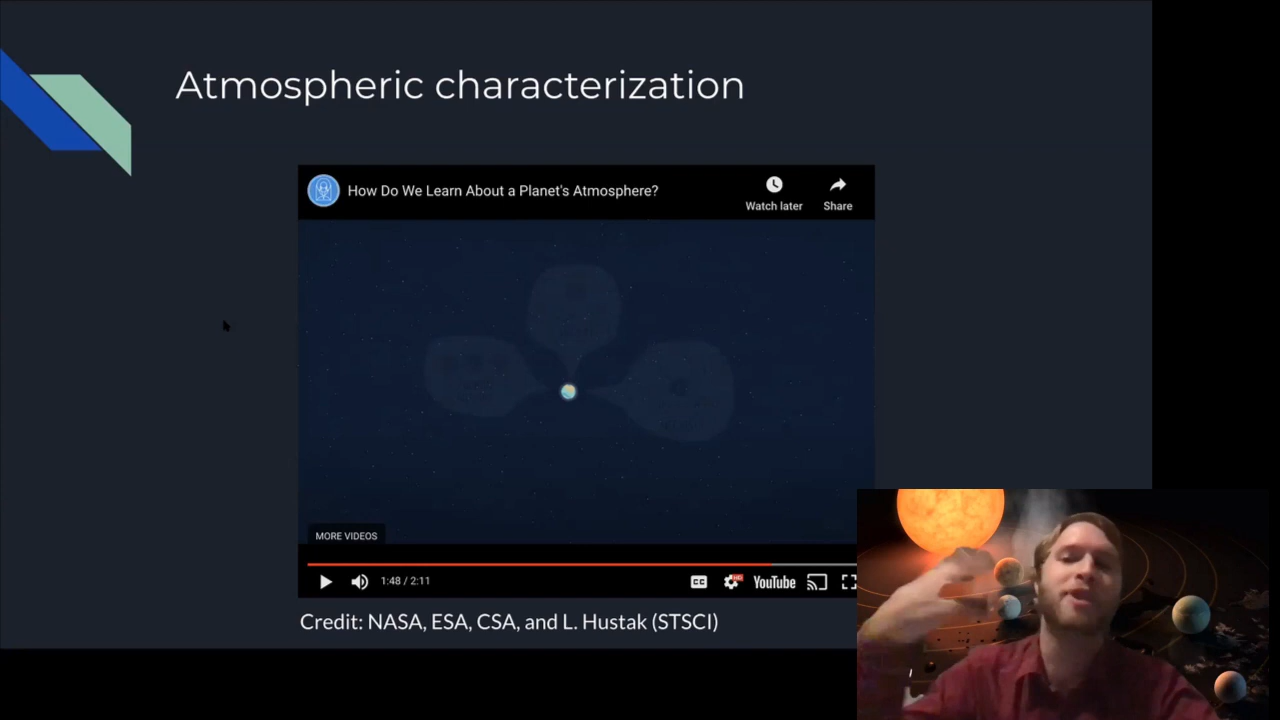 Atmospheric characterization
How Do We Learn About a Planet's Atmosphere?
Watch later
Share
MORE VIDEOS
1:48 / 2:11
CC
HD
YouTube
Credit: NASA, ESA, CSA, and L. Hustak (STSCI)